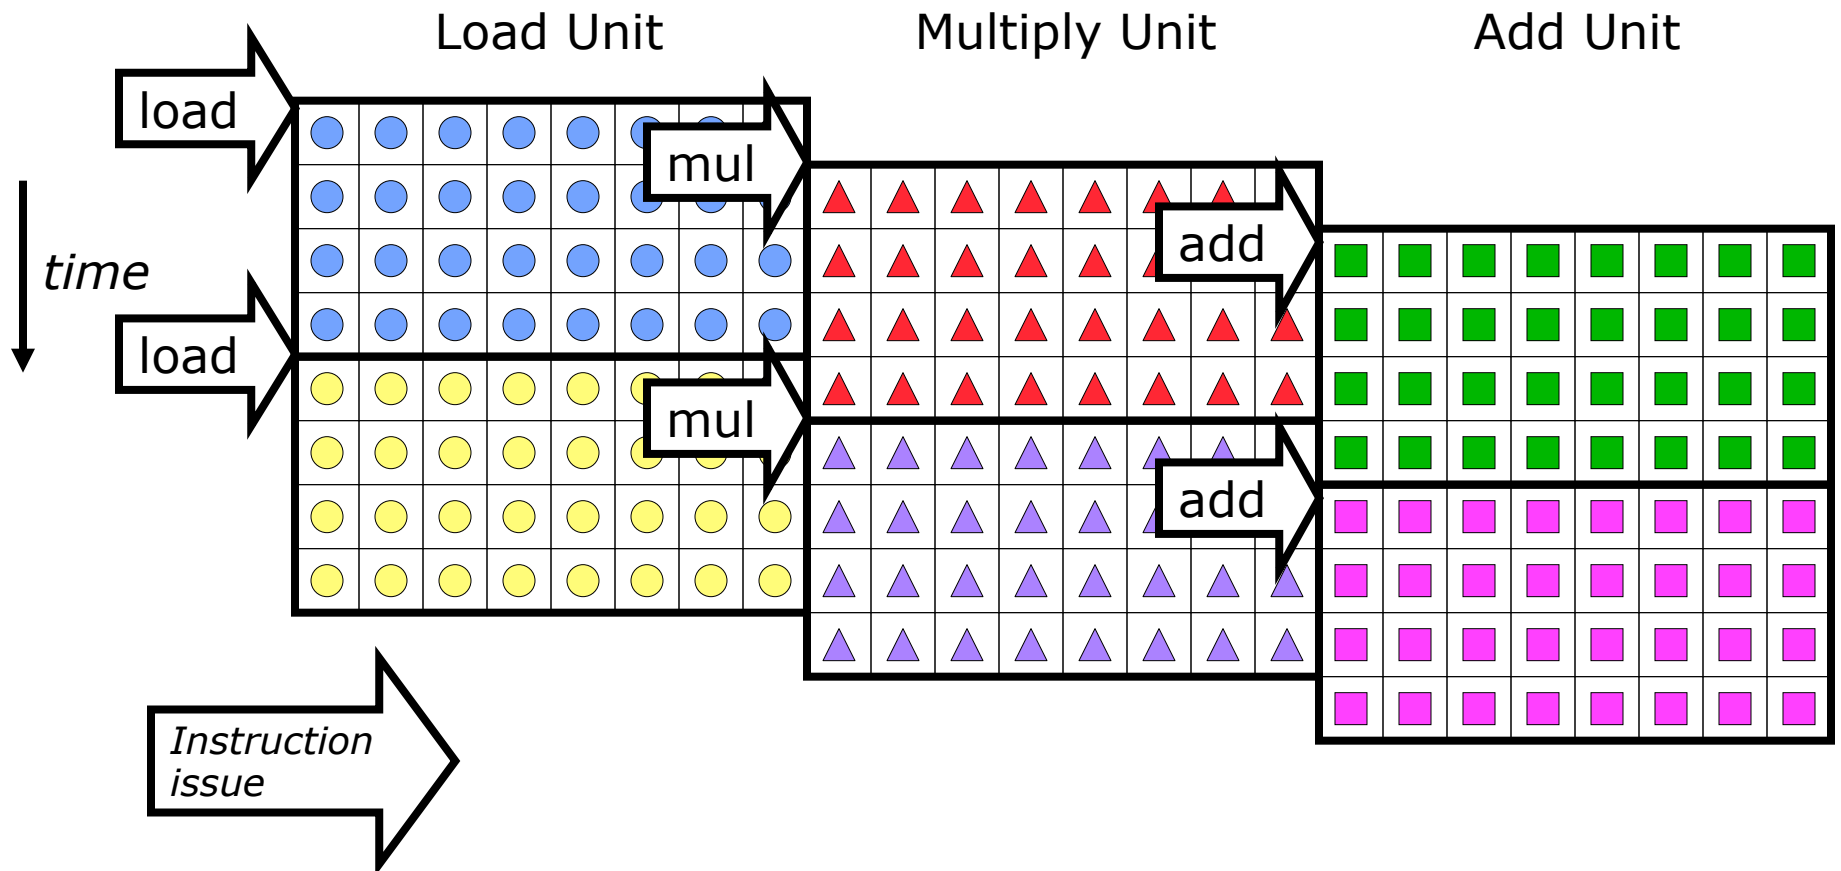 Load Unit
Multiply Unit
Add Unit
load
mul
add
time
load
mul
add
Instruction
issue